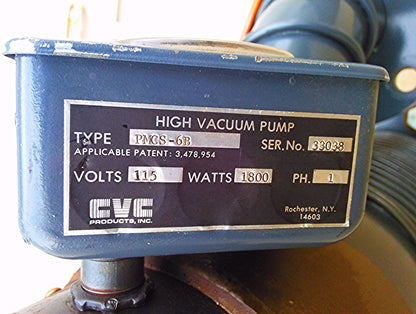 HIGH VACUUM PUMP
TYPE PMCS-6B SER. No. 33038
APPLICABLE PATENT: 3,478,954
VOLTS 115 WATTS 1800 PH. 1
CVC
PRODUCTS, INC.
Rochester, N.Y.
14603